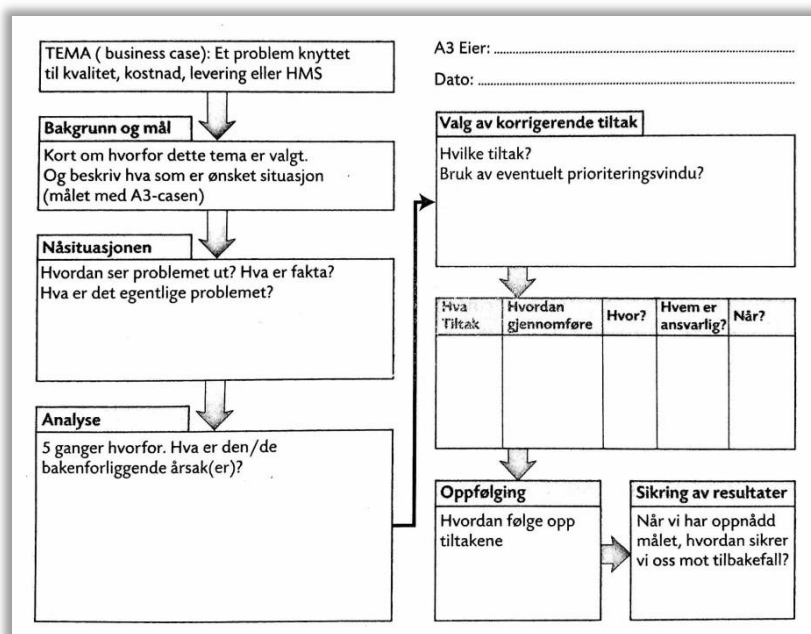 TEMA ( business case): Et problem knyttet
til kvalitet, kostnad, levering eller HMS
Bakgrunn og mål
Kort om hvorfor dette tema er valgt.
Og beskriv hva som er ønsket situasjon
(målet med A3-casen)
Nåsituasjonen
Hvordan ser problemet ut? Hva er fakta?
Hva er det egentlige problemet?
Analyse
5 ganger hvorfor. Hva er den/de
bakenforliggende årsak(er)?
A3 Eier:
Dato:
Valg av korrigerende tiltak
Hvilke tiltak?
Bruk av eventuelt prioriteringsvindu?
Hva
Tiltak
Hvordan
gjennomføre
Hvor?
Hvem er
ansvarlig?
Når?
Oppfølging
Hvordan følge opp
tiltakene
Sikring av resultater
Når vi har oppnådd
målet, hvordan sikrer
vi oss mot tilbakefall?